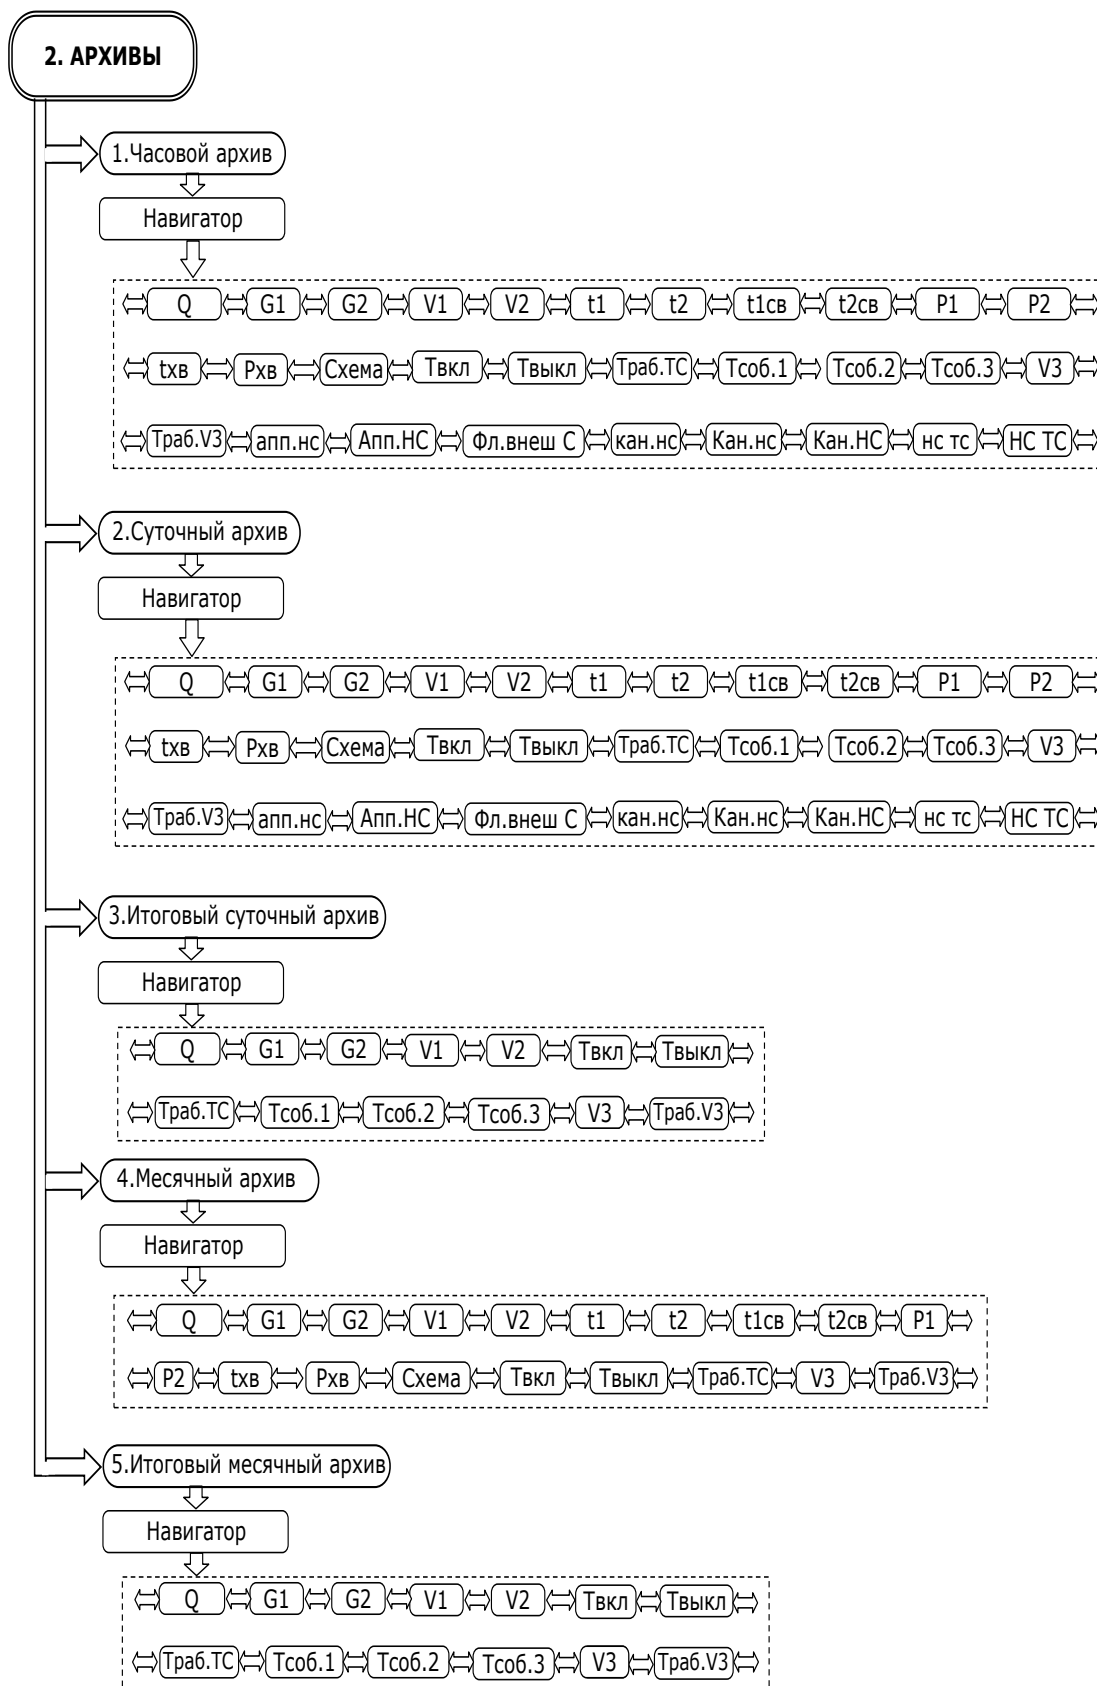 2. АРХИВЫ
1.Часовой архив
Навигатор
Q G1 G2 V1 V2 t1 t2 t1св t2св P1 P2
tхв Pхв Схема Твкл Твыкл Траб.ТС Тсоб.1 Тсоб.2 Тсоб.3 V3
Траб.V3 апп.нс Апп.НС Фл.внеш С кан.нс Кан.нс Кан.НС нс тс НС ТС
2.Суточный архив
Навигатор
Q G1 G2 V1 V2 t1 t2 t1св t2св P1 P2
tхв Pхв Схема Твкл Твыкл Траб.ТС Тсоб.1 Тсоб.2 Тсоб.3 V3
Траб.V3 апп.нс Апп.НС Фл.внеш С кан.нс Кан.нс Кан.НС нс тс НС ТС
3.Итоговый суточный архив
Навигатор
Q G1 G2 V1 V2 Твкл Твыкл
Траб.ТС Тсоб.1 Тсоб.2 Тсоб.3 V3 Траб.V3
4.Месячный архив
Навигатор
Q G1 G2 V1 V2 t1 t2 t1св t2св P1
P2 tхв Pхв Схема Твкл Твыкл Траб.ТС V3 Траб.V3
5.Итоговый месячный архив
Навигатор
Q G1 G2 V1 V2 Твкл Твыкл
Траб.ТС Тсоб.1 Тсоб.2 Тсоб.3 V3 Траб.V3